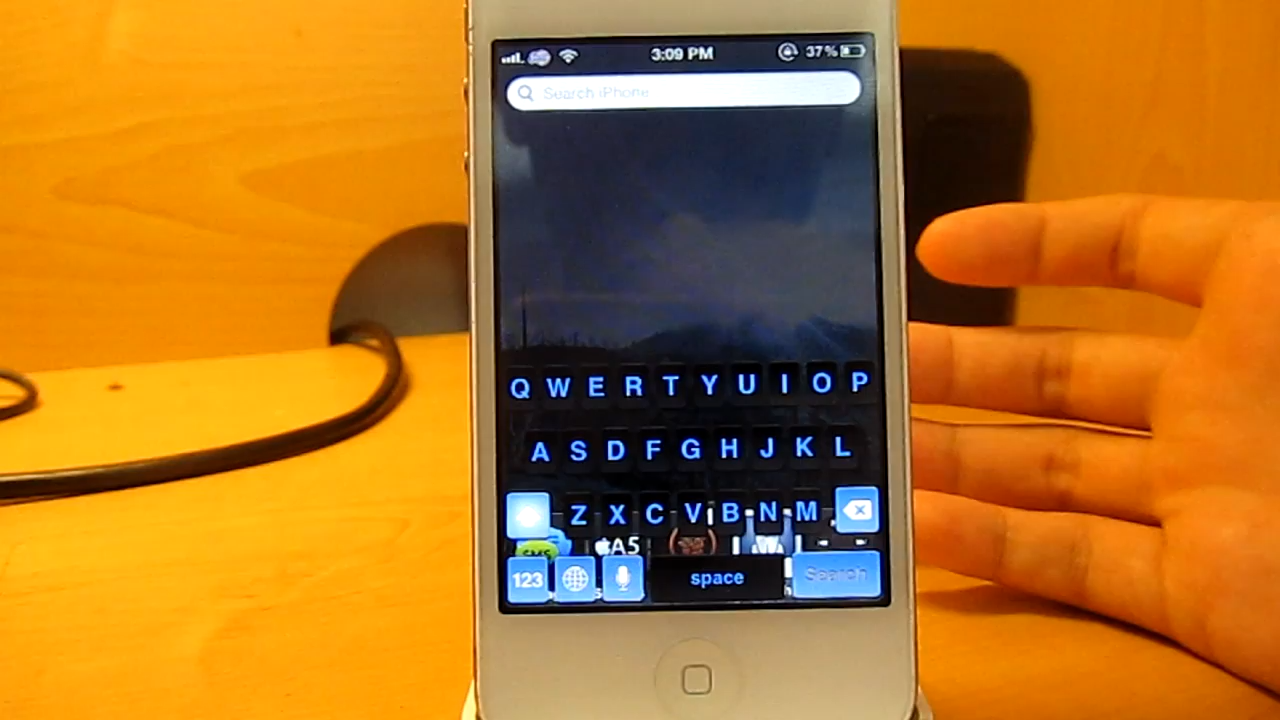 3:09 PM 37%
Search iPhone
Q W E R T Y U I O P
A S D F G H J K L
Z X C V B N M
SMS A5
123 space Search